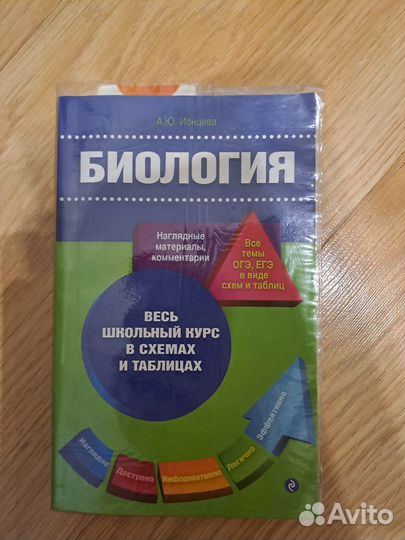 А.Ю. Ионцева
БИОЛОГИЯ
Наглядные
материалы,
комментарии
Все
темы
ОГЭ, ЕГЭ
в виде
схем и таблиц
ВЕСЬ
ШКОЛЬНЫЙ КУРС
В СХЕМАХ
И ТАБЛИЦАХ
Наглядно
Доступно
Информативно
Логично
Эффективно
Avito